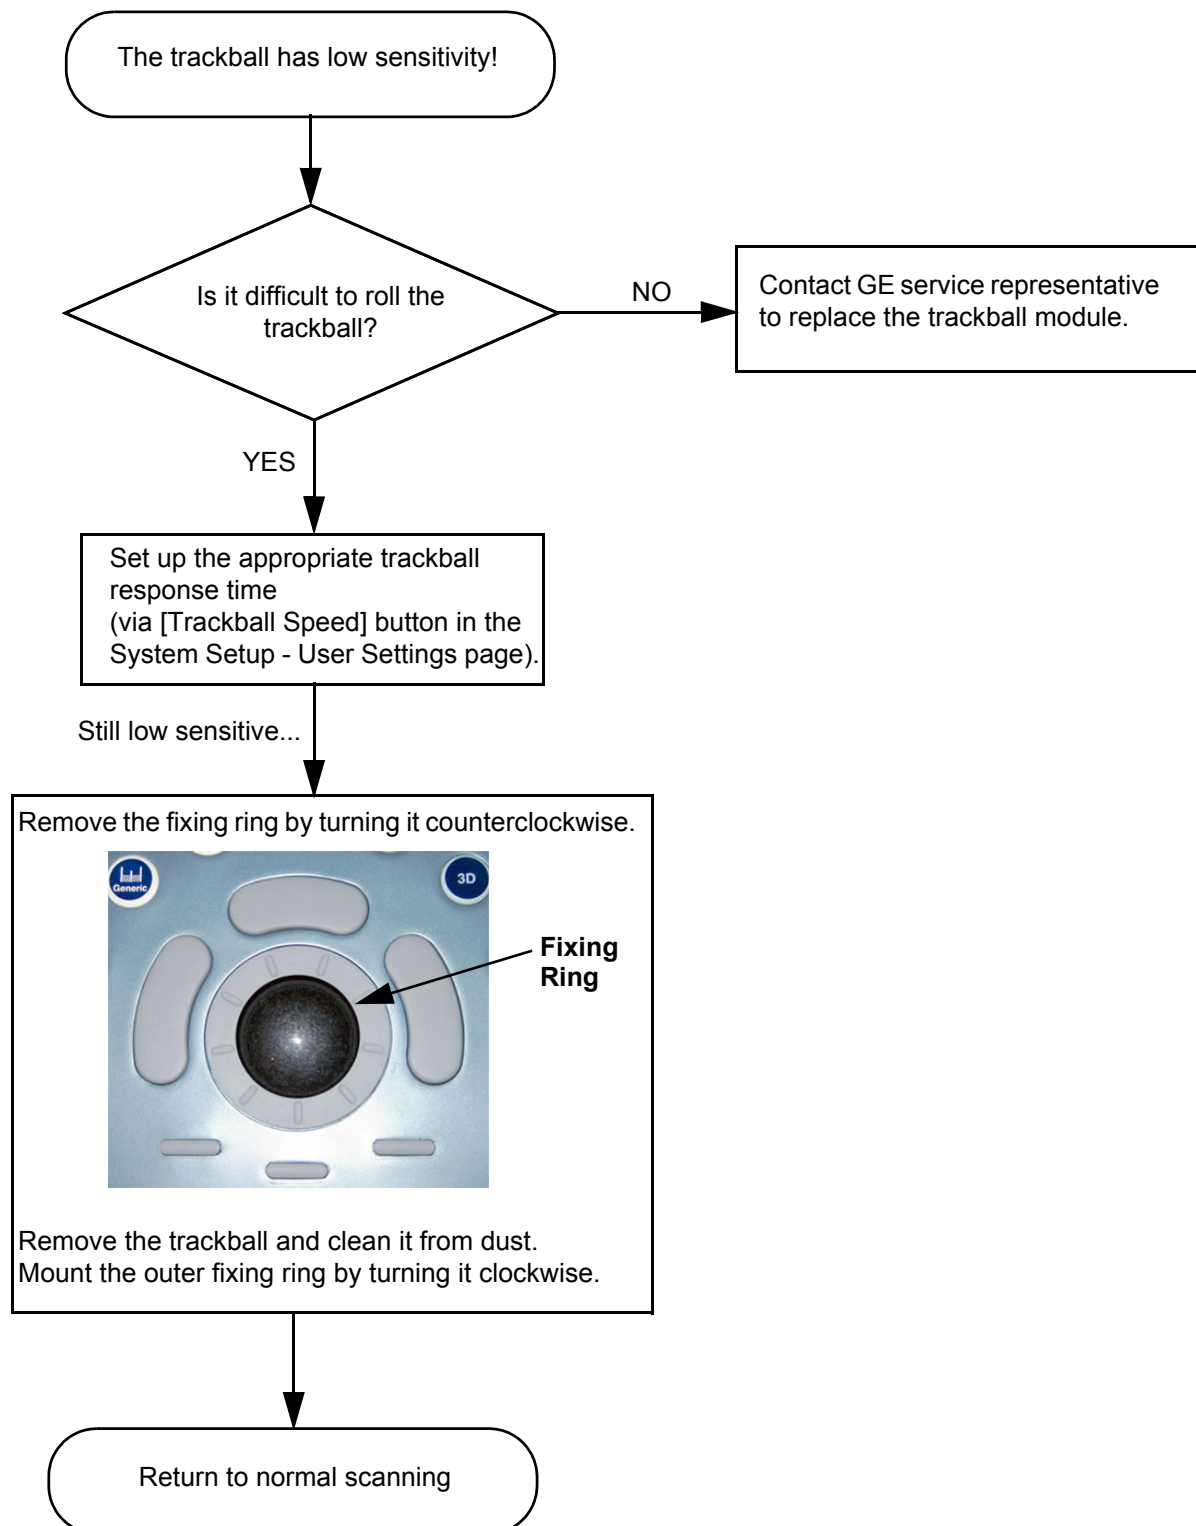 The trackball has low sensitivity!
Is it difficult to roll the
trackball?
NO
Contact GE service representative
to replace the trackball module.
YES
Set up the appropriate trackball
response time
(via [Trackball Speed] button in the
System Setup - User Settings page).
Still low sensitive...
Remove the fixing ring by turning it counterclockwise.
Generic
3D
Fixing
Ring
Remove the trackball and clean it from dust.
Mount the outer fixing ring by turning it clockwise.
Return to normal scanning